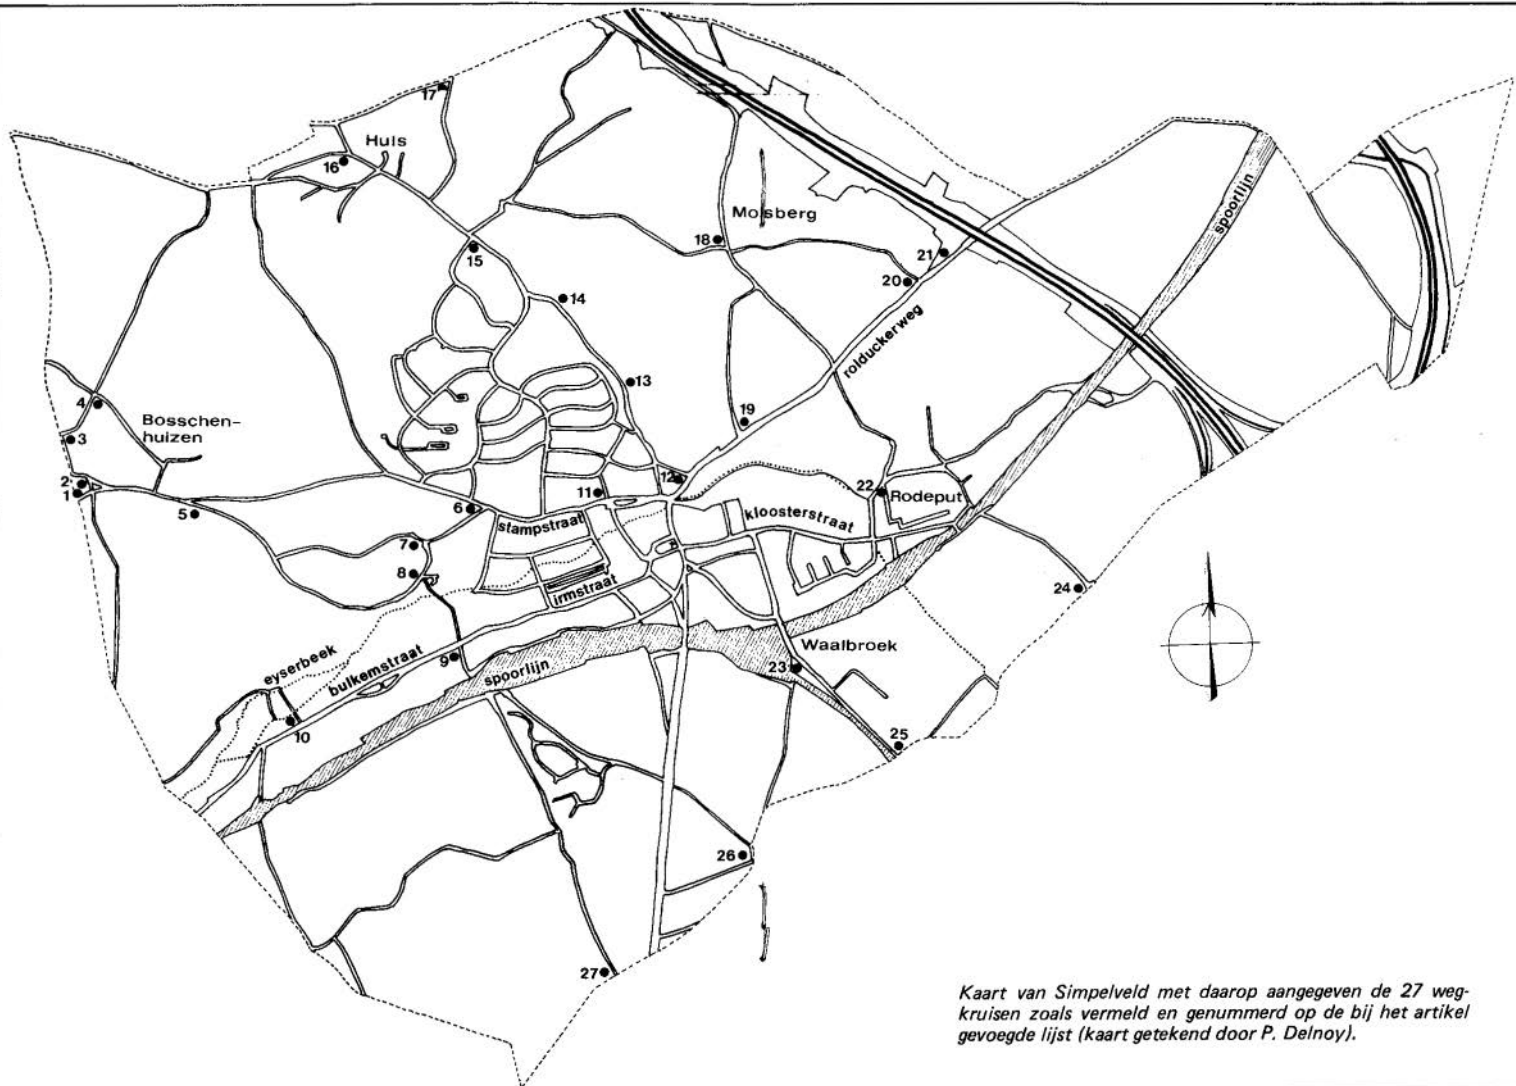 17
Huls
16
spoorlijn
Molsberg
18
21
15
20
14
rolduckerweg
13
4
Bosschen-
huizen
3
19
2
1
12
5
6
11
22
Rodeput
stampstraat
kloosterstraat
7
8
irmstraat
24
eyserbeek
bulkemstraat
9
spoorlijn
Waalbroek
23
10
25
26
27
Kaart van Simpelveld met daarop aangegeven de 27 weg-
kruisen zoals vermeld en genummerd op de bij het artikel
gevoegde lijst (kaart getekend door P. Delnoy).